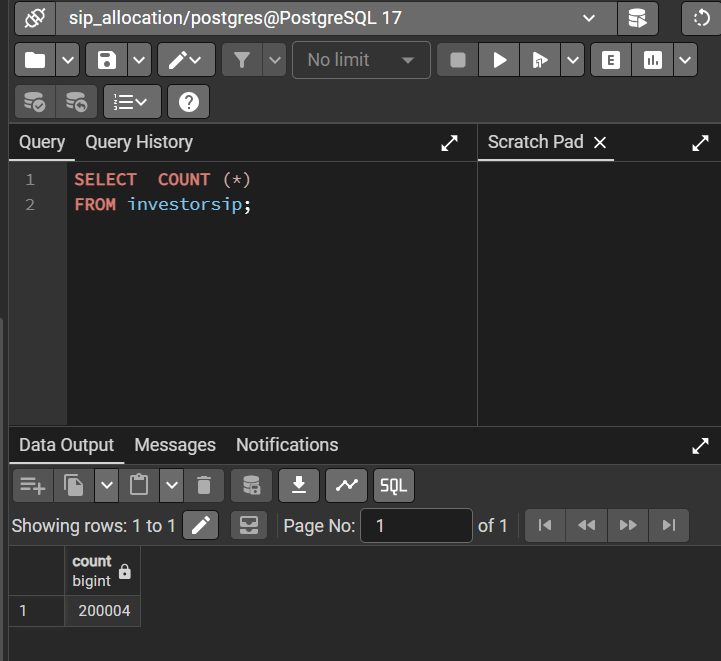 sip_allocation/postgres@PostgreSQL 17
No limit
E
Query Query History
Scratch Pad
1 SELECT  COUNT (*)
2 FROM investorsip;
Data Output Messages Notifications
SQL
Showing rows: 1 to 1
Page No: 1 of 1
count
bigint
1 200004